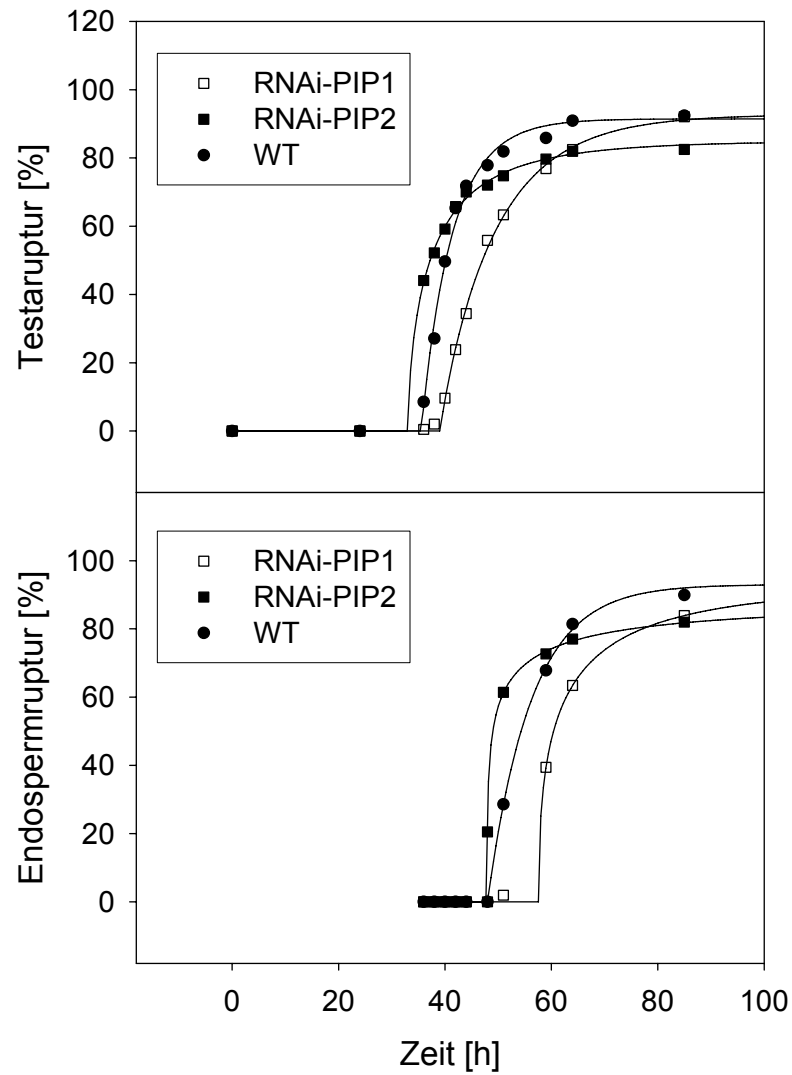 120
100
80
60
40
20
0
Testaruptur [%]
RNAi-PIP1
RNAi-PIP2
WT
100
80
60
40
20
0
Endospermruptur [%]
RNAi-PIP1
RNAi-PIP2
WT
0 20 40 60 80 100
Zeit [h]